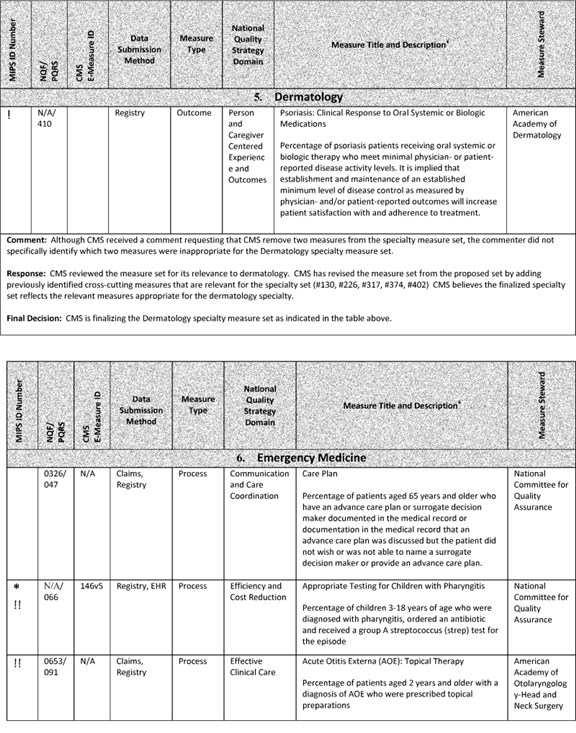 MIPS ID Number
NQF/
PQRS
CMS
E-Measure ID
Data
Submission
Method
Measure
Type
National
Quality
Strategy
Domain
Measure Title and Description
Measure Steward
5. Dermatology
!
N/A/
410
Registry
Outcome
Person
and
Caregiver
Centered
Experienc
e and
Outcomes
Psoriasis: Clinical Response to Oral Systemic or Biologic
Medications
Percentage of psoriasis patients receiving oral systemic or
biologic therapy who meet minimal physician- or patient-
reported disease activity levels. It is implied that
establishment and maintenance of an established
minimum level of disease control as measured by
physician- and/or patient-reported outcomes will increase
patient satisfaction with and adherence to treatment.
American
Academy of
Dermatology
Comment: Although CMS received a comment requesting that CMS remove two measures from the specialty measure set, the commenter did not
specifically identify which two measures were inappropriate for the Dermatology specialty measure set.
Response: CMS reviewed the measure set for its relevance to dermatology. CMS has revised the measure set from the proposed set by adding
previously identified cross-cutting measures that are relevant for the specialty set (#130, #226, #317, #374, #402) CMS believes the finalized specialty
set reflects the relevant measures appropriate for the dermatology specialty.
Final Decision: CMS is finalizing the Dermatology specialty measure set as indicated in the table above.
MIPS ID Number
NQF/
PQRS
CMS
E-Measure ID
Data
Submission
Method
Measure
Type
National
Quality
Strategy
Domain
Measure Title and Description
Measure Steward
6. Emergency Medicine
0326/
047
N/A
Claims,
Registry
Process
Communication
and Care
Coordination
Care Plan
Percentage of patients aged 65 years and older who
have an advance care plan or surrogate decision
maker documented in the medical record or
documentation in the medical record that an
advance care plan was discussed but the patient did
not wish or was not able to name a surrogate
decision maker or provide an advance care plan.
National
Committee for
Quality
Assurance
*
!!
N/A/
066
146v5
Registry, EHR
Process
Efficiency and
Cost Reduction
Appropriate Testing for Children with Pharyngitis
Percentage of children 3-18 years of age who were
diagnosed with pharyngitis, ordered an antibiotic
and received a group A streptococcus (strep) test for
the episode
National
Committee for
Quality
Assurance
!!
0653/
091
N/A
Claims,
Registry
Process
Effective
Clinical Care
Acute Otitis Externa (AOE): Topical Therapy
Percentage of patients aged 2 years and older with a
diagnosis of AOE who were prescribed topical
preparations
American
Academy of
Otolaryngolog
y-Head and
Neck Surgery